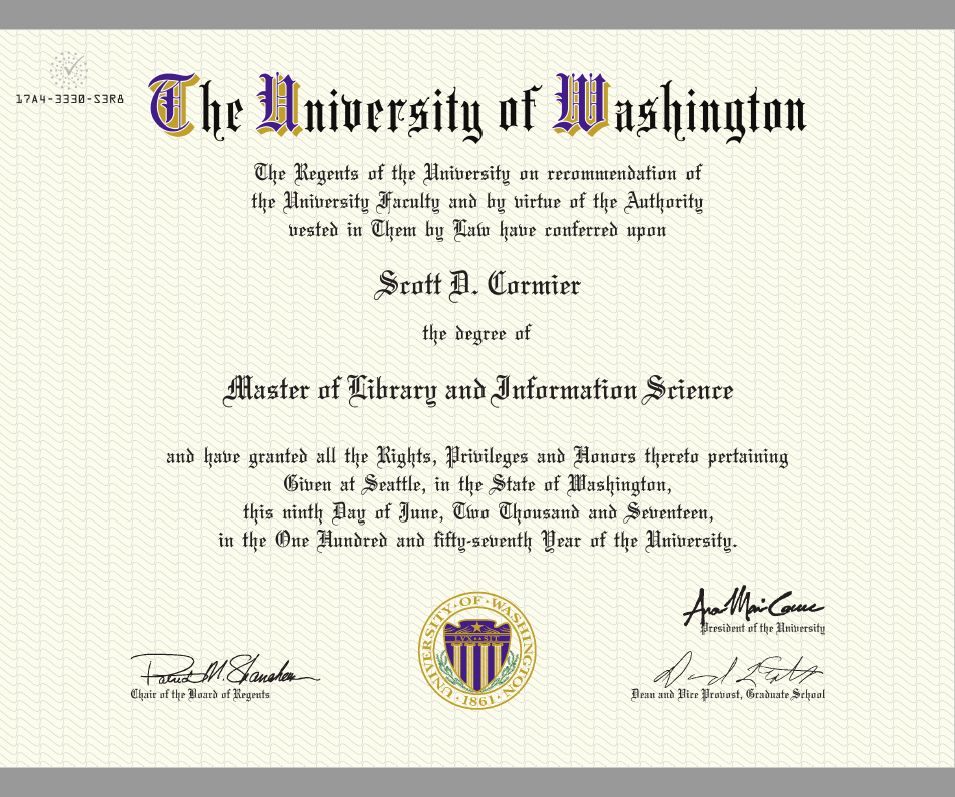 17A4-3330-S3R8
The University of Washington
The Regents of the University on recommendation of
the University Faculty and by virtue of the Authority
vested in Them by Law have conferred upon
Scott D. Cormier
the degree of
Master of Library and Information Science
and have granted all the Rights, Privileges and Honors thereto pertaining
Given at Seattle, in the State of Washington,
this ninth Day of June, Two Thousand and Seventeen,
in the One Hundred and fifty-seventh Year of the University.
UNIVERSITY · OF · WASHINGTON
LVX SIT
· 1861 ·
Ana Mari Cauce
President of the University
Patrick M. Shanahan
Chair of the Board of Regents
Dean and Vice Provost, Graduate School